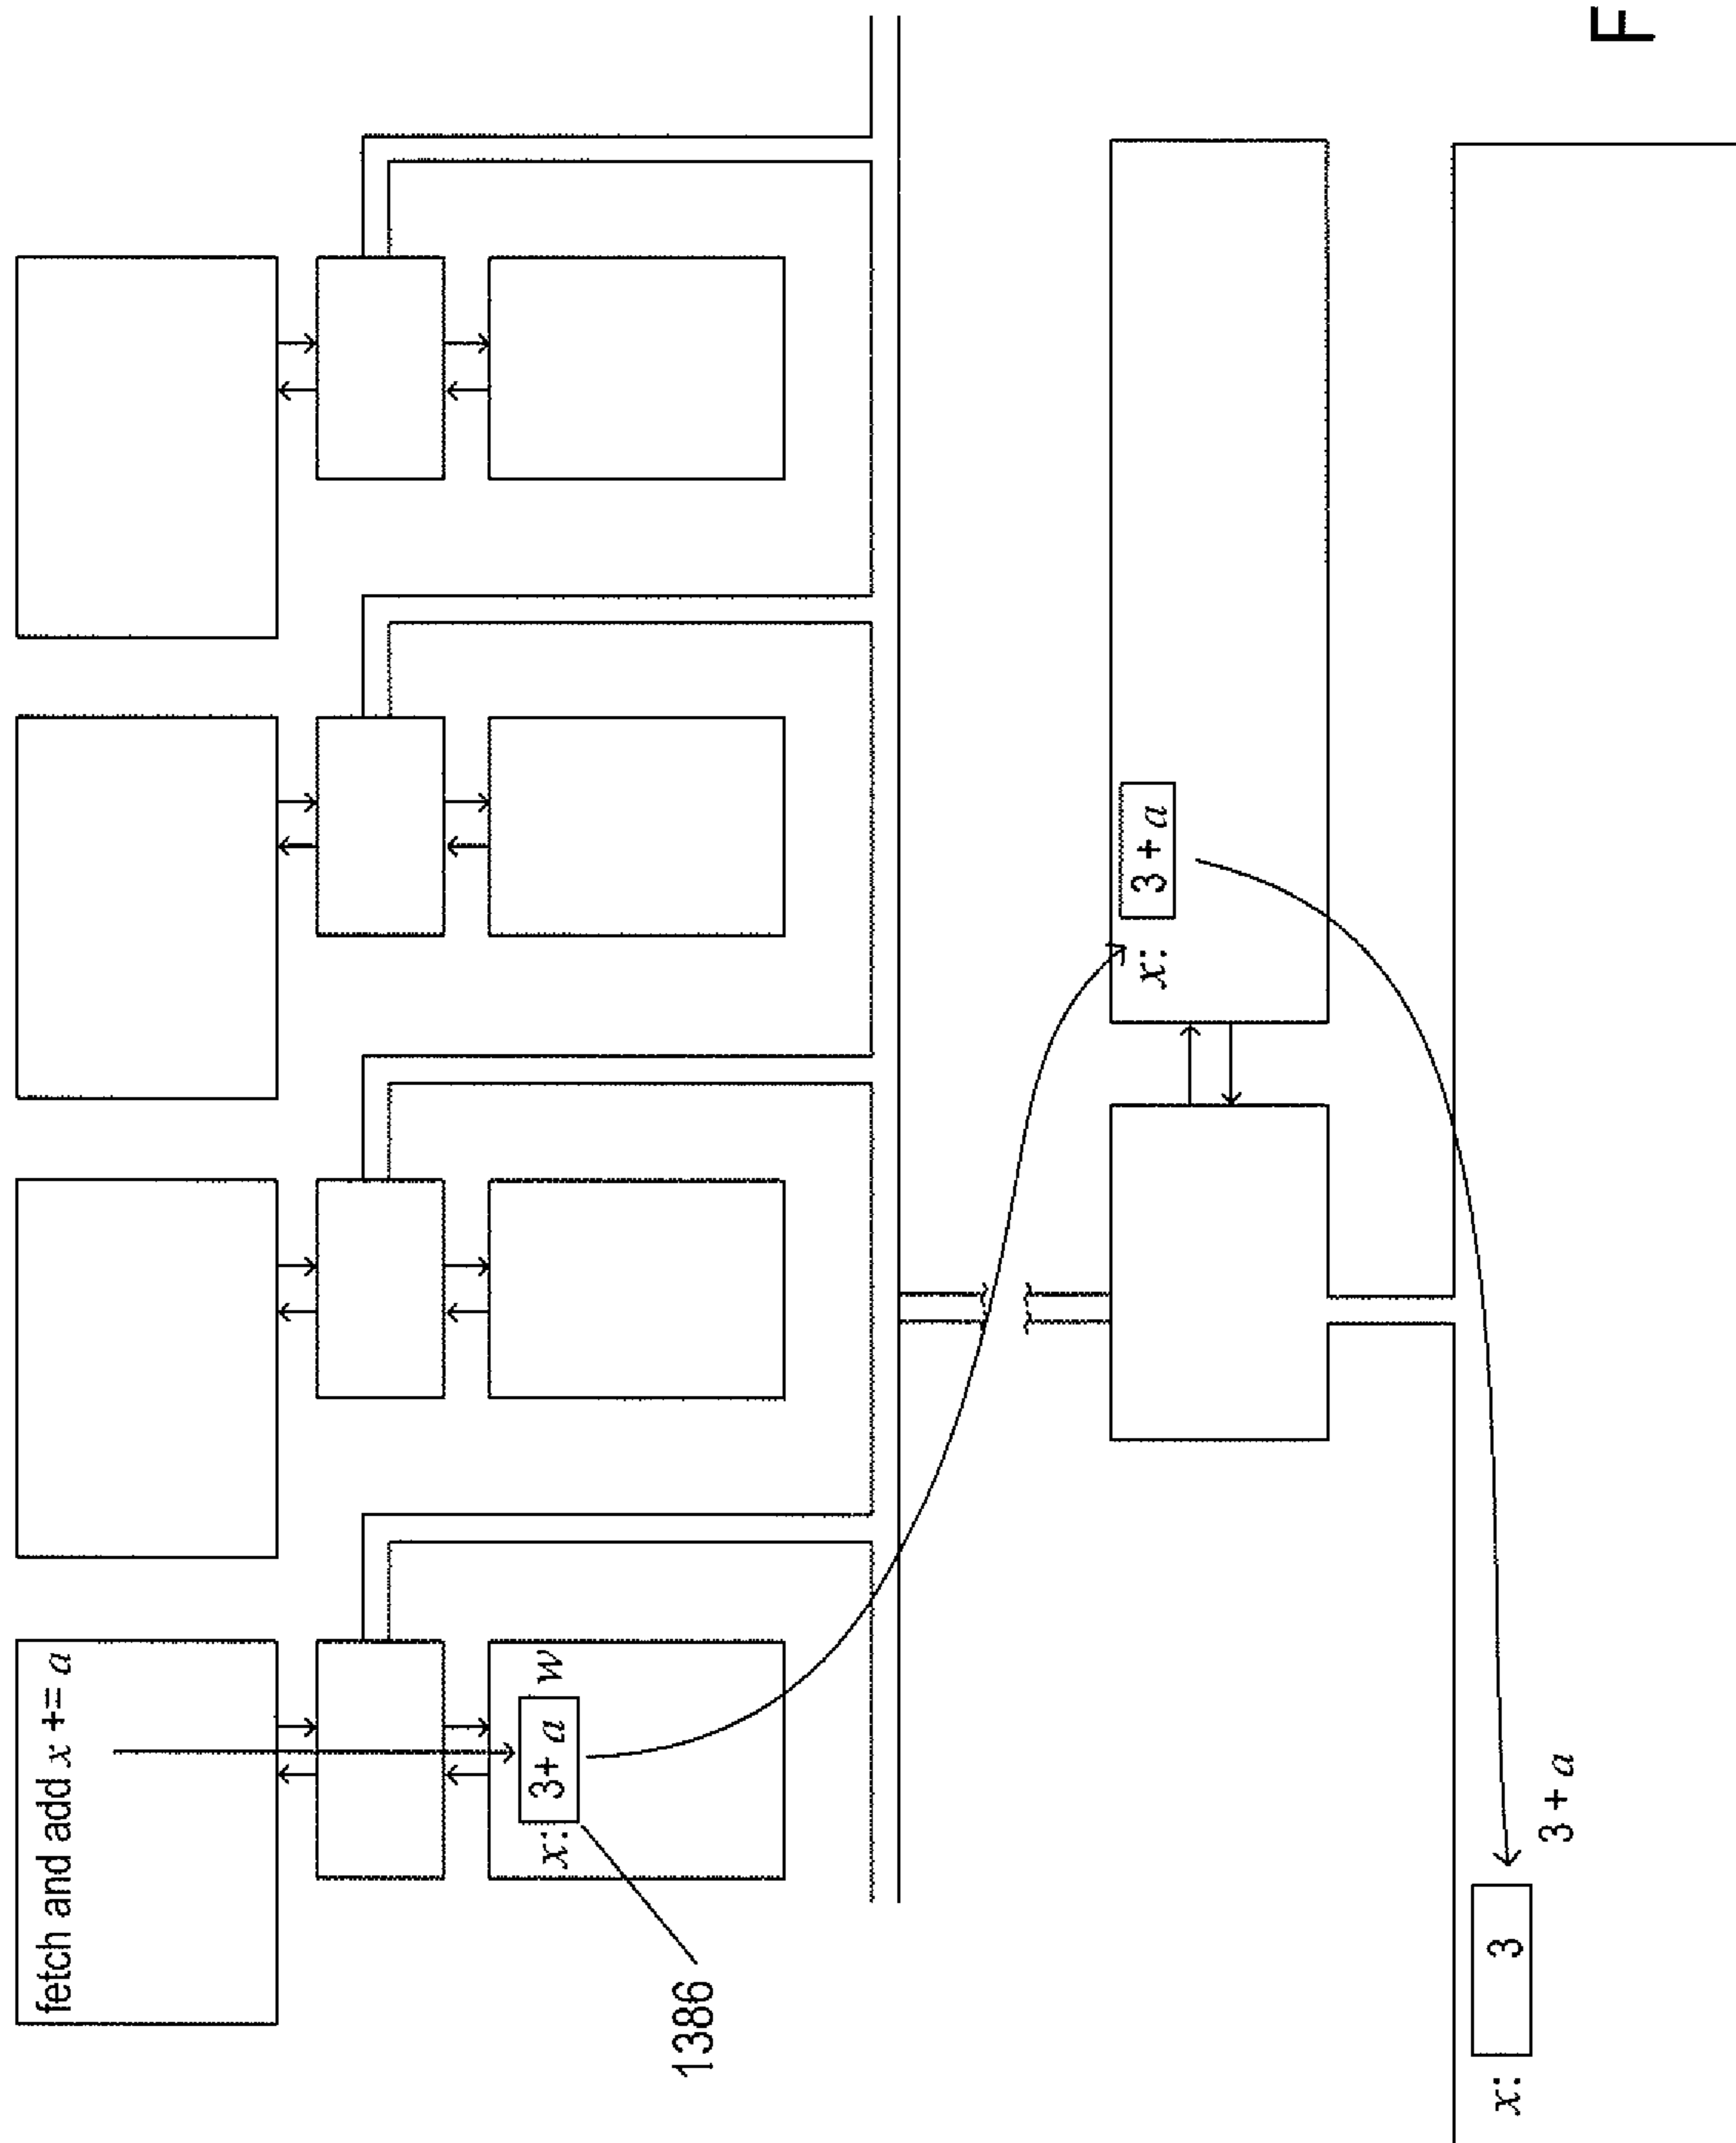 fetch and add x += a
x: 3+ a w
1386
x: 3 + a
x: 3
3 + a
F